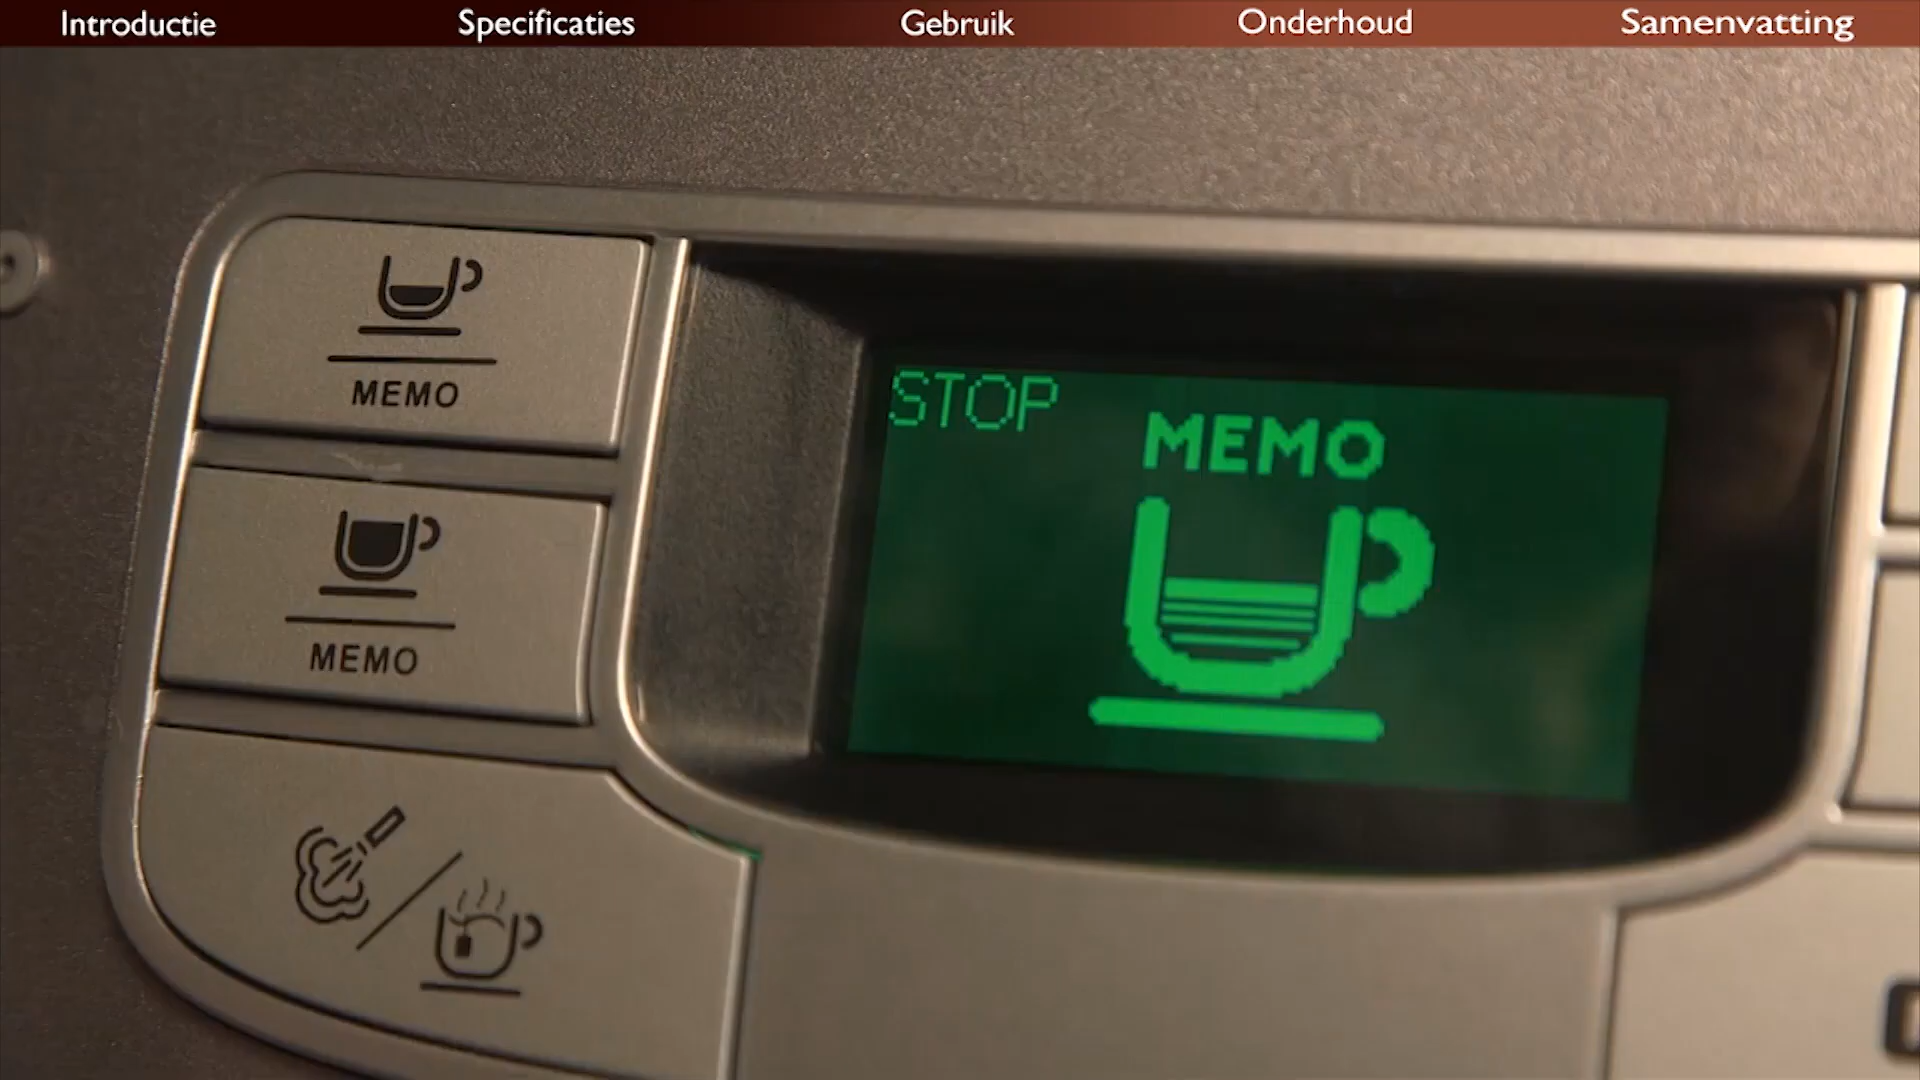 Introductie Specificaties Gebruik Onderhoud Samenvatting
MEMO
STOP
MEMO
MEMO